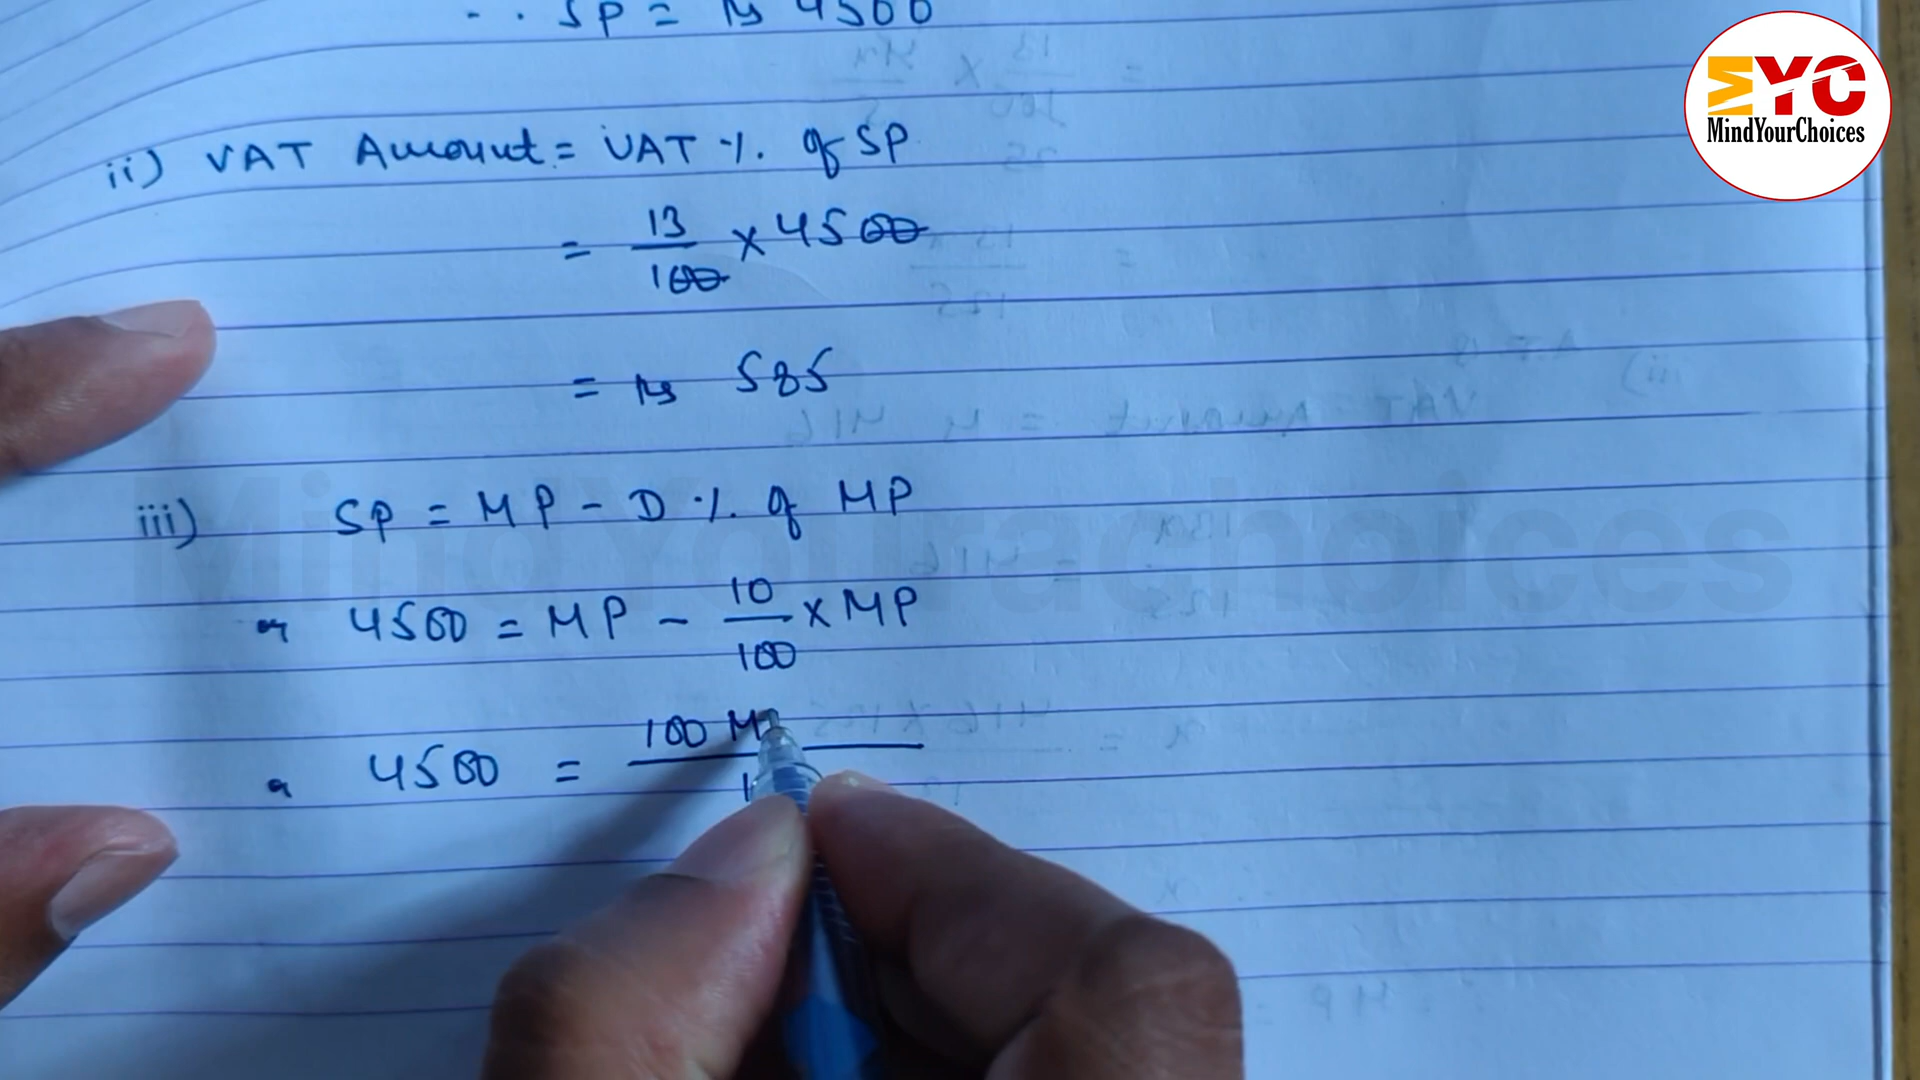 ∴ SP = Rs 4500
ii) VAT Amount = VAT %. of SP
= 13/100 × 4500
= Rs 585
iii) SP = MP - D %. of MP
or 4500 = MP - 10/100 × MP
or 4500 = 100 M
MYC
MindYourChoices
MindYourachoices